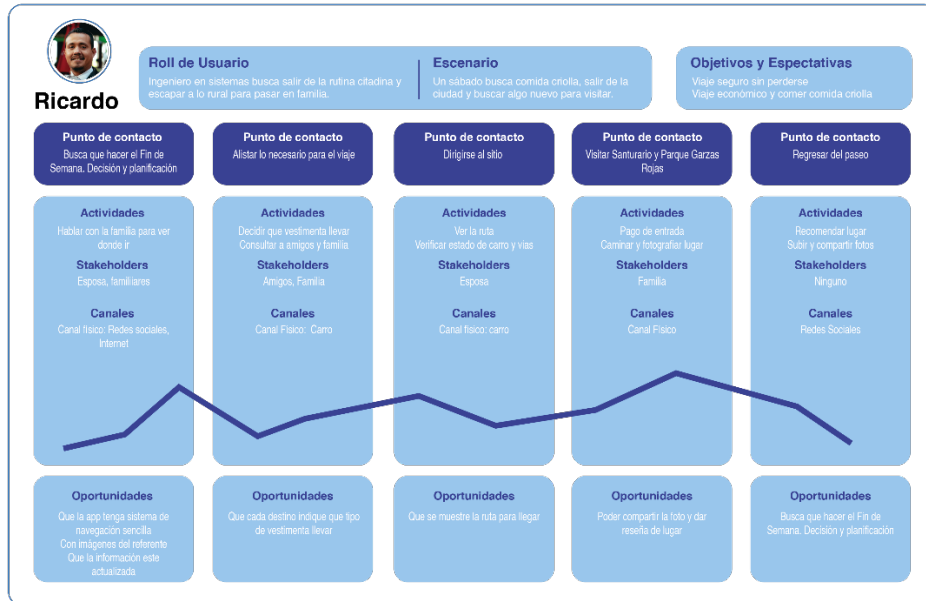 Ricardo
Roll de Usuario
Ingeniero en sistemas busca salir de la rutina citadina y
escapar a lo rural para pasar en familia.
Escenario
Un sábado busca comida criolla, salir de la
ciudad y buscar algo nuevo para visitar.
Objetivos y Espectativas
Viaje seguro sin perderse
Viaje económico y comer comida criolla
Punto de contacto
Busca que hacer el Fin de
Semana. Decisión y planificación
Punto de contacto
Alistar lo necesario para el viaje
Punto de contacto
Dirigirse al sitio
Punto de contacto
Visitar Santurario y Parque Garzas
Rojas
Punto de contacto
Regresar del paseo
Actividades
Hablar con la familia para ver
donde ir
Stakeholders
Esposa, familiares
Canales
Canal físico: Redes sociales,
Internet
Actividades
Decidir que vestimenta llevar
Consultar a amigos y familia
Stakeholders
Amigos, Familia
Canales
Canal Físico: Carro
Actividades
Ver la ruta
Verificar estado de carro y vías
Stakeholders
Esposa
Canales
Canal físico: carro
Actividades
Pago de entrada
Caminar y fotografiar lugar
Stakeholders
Familia
Canales
Canal Físico
Actividades
Recomendar lugar
Subir y compartir fotos
Stakeholders
Ninguno
Canales
Redes Sociales
Oportunidades
Que la app tenga sistema de
navegación sencilla
Con imágenes del referente
Que la información este
actualizada
Oportunidades
Que cada destino indique que tipo
de vestimenta llevar
Oportunidades
Que se muestre la ruta para llegar
Oportunidades
Poder compartir la foto y dar
reseña de lugar
Oportunidades
Busca que hacer el Fin de
Semana. Decisión y planificación